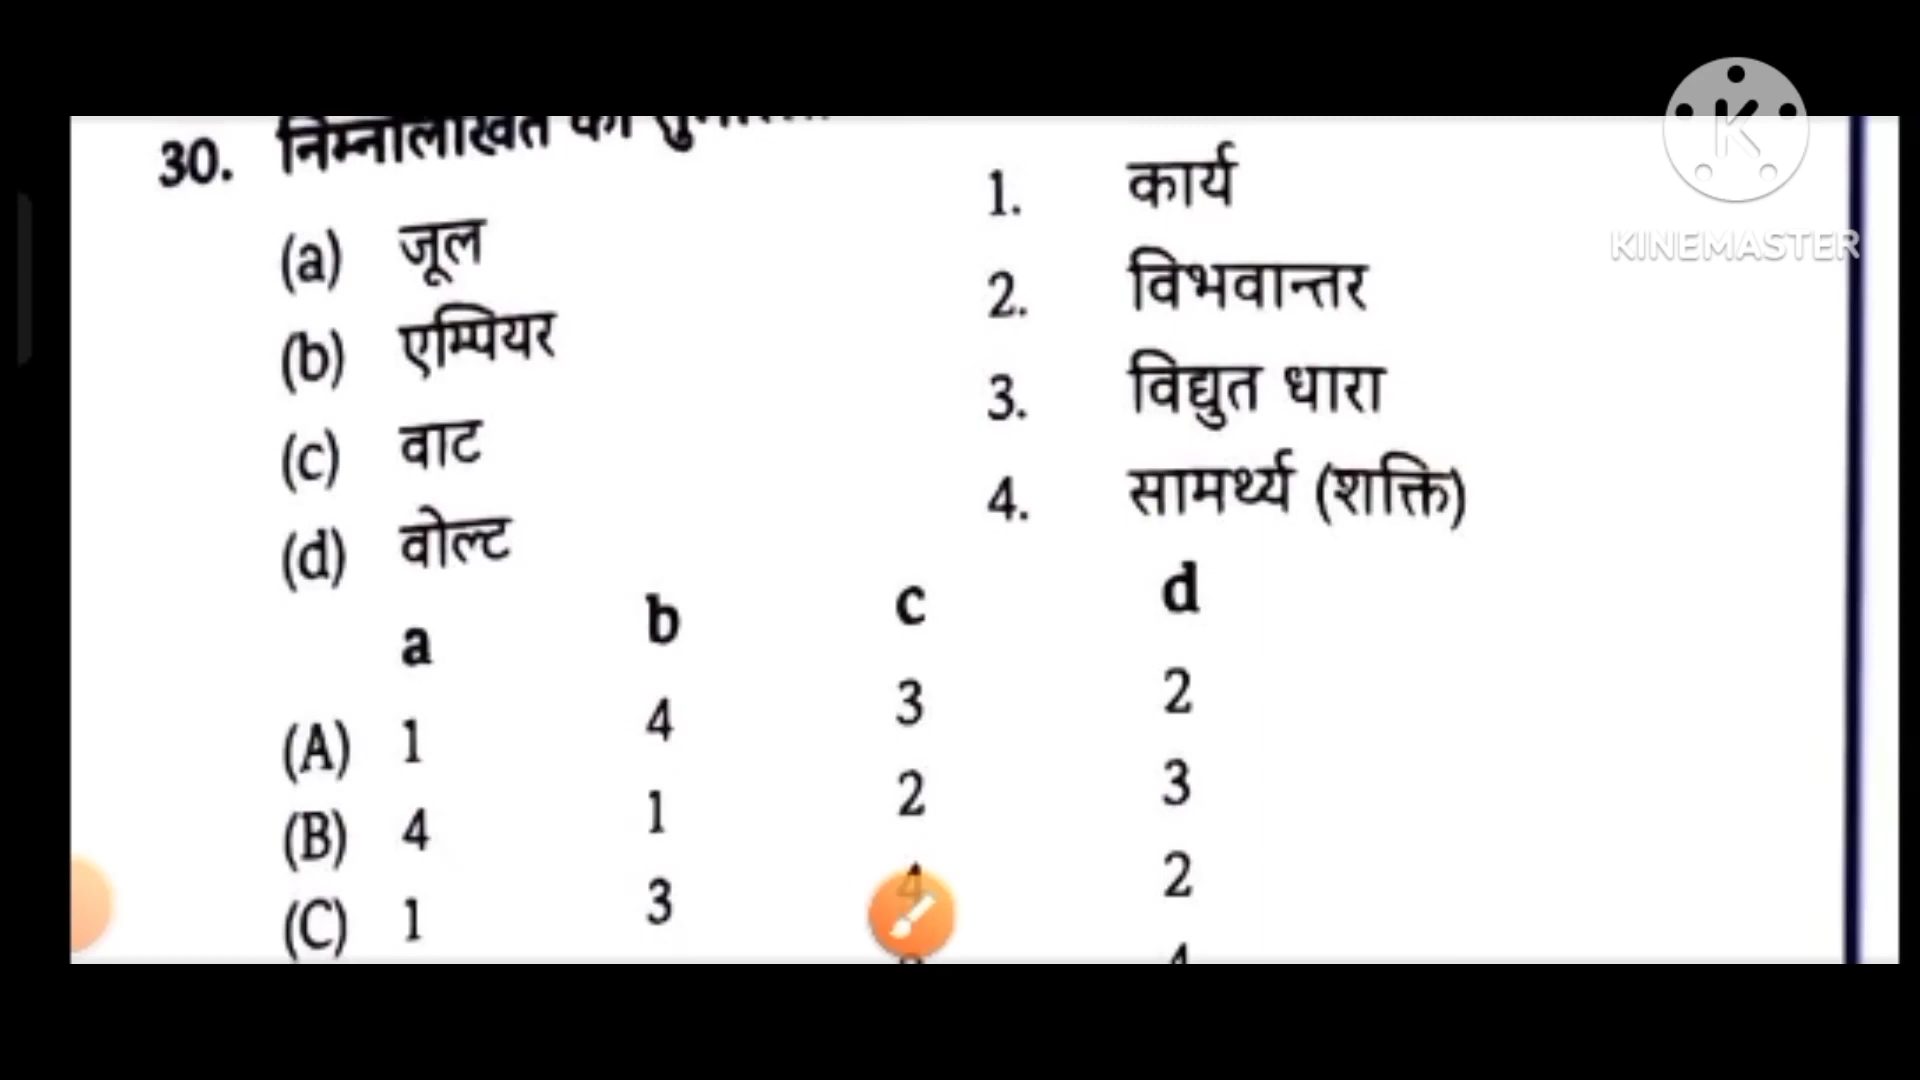 30.
1. कार्य
KINEMASTER
(a) जूल
2. विभवान्तर
(b) एम्पियर
3. विद्युत धारा
(c) वाट
4. सामर्थ्य (शक्ति)
(d) वोल्ट
a b c d
(A) 1 4 3 2
(B) 4 1 2 3
(C) 1 3 4 2